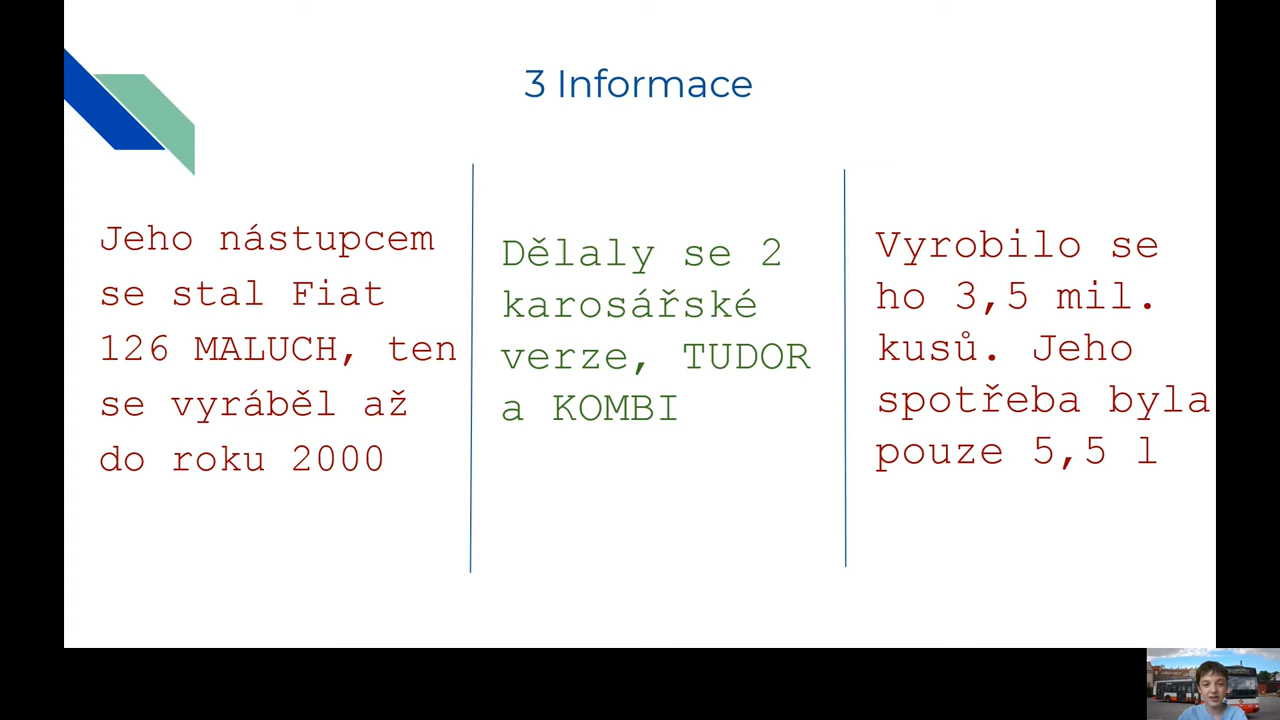 3 Informace
Jeho nástupcem
se stal Fiat
126 MALUCH, ten
se vyráběl až
do roku 2000
Dělaly se 2
karosářské
verze, TUDOR
a KOMBI
Vyrobilo se
ho 3,5 mil.
kusů. Jeho
spotřeba byla
pouze 5,5 l